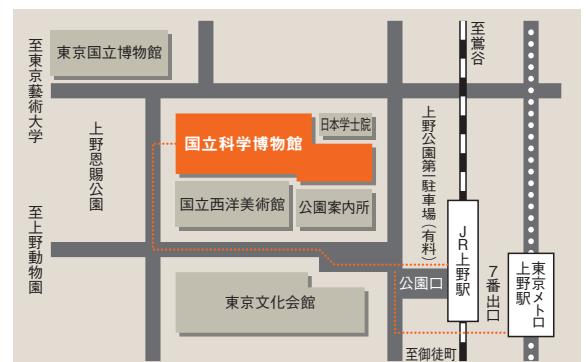 至鶯谷
東京国立博物館
至東京藝術大学
日本学士院
上野公園第一駐車場(有料)
上野恩賜公園
国立科学博物館
国立西洋美術館
公園案内所
至上野動物園
JR上野駅
7番出口
東京メトロ
上野駅
公園口
東京文化会館
至御徒町